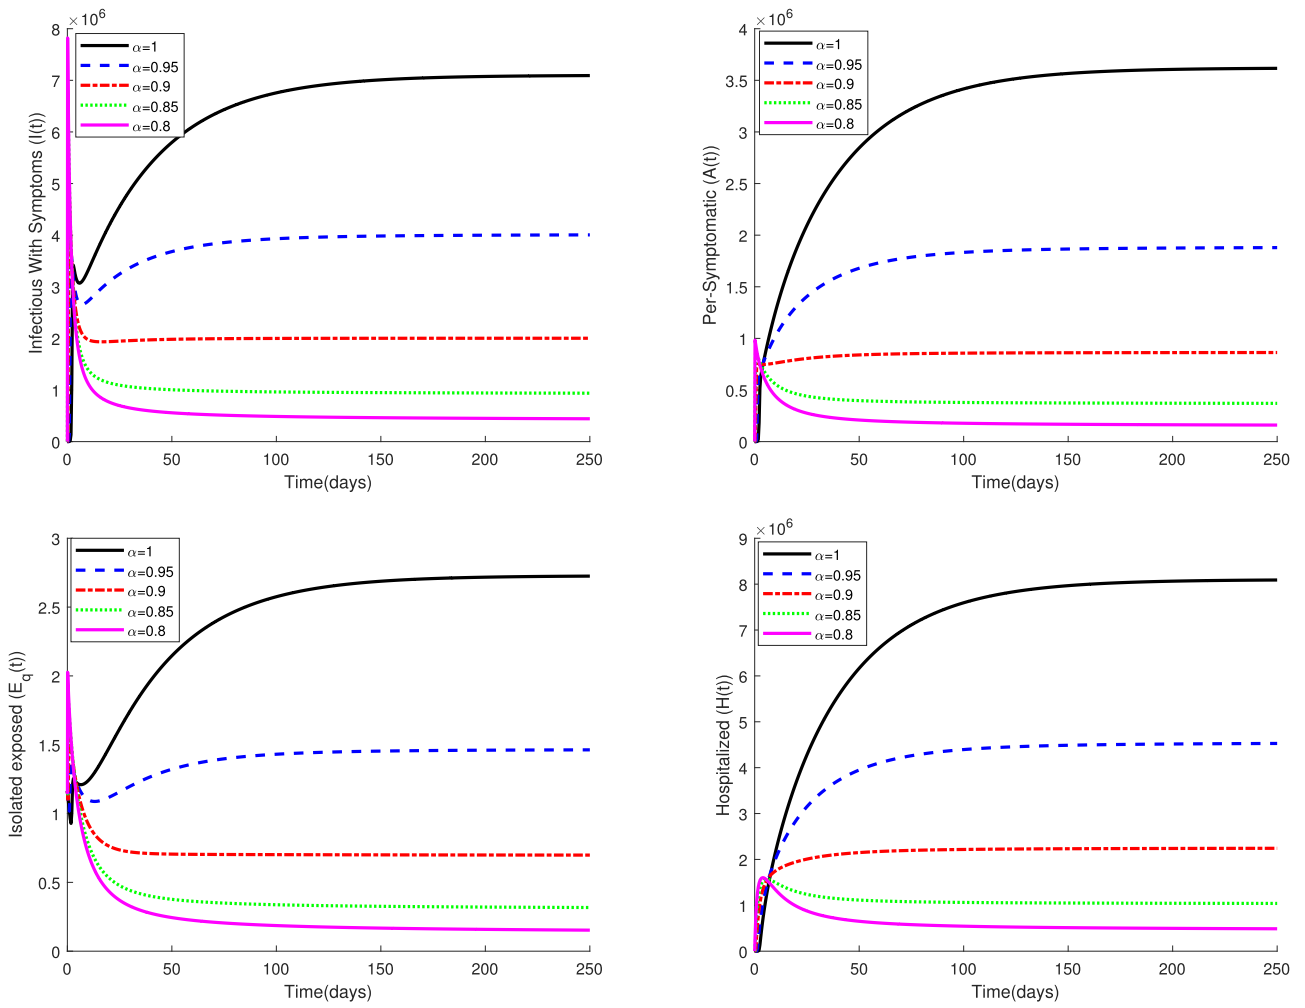 ×10^6
8
7
6
5
4
3
2
1
0
Infectious With Symptoms (I(t))
α=1
α=0.95
α=0.9
α=0.85
α=0.8
0 50 100 150 200 250
Time(days)
×10^6
4
3.5
3
2.5
2
1.5
1
0.5
0
Per-Symptomatic (A(t))
α=1
α=0.95
α=0.9
α=0.85
α=0.8
0 50 100 150 200 250
Time(days)
3
2.5
2
1.5
1
0.5
0
Isolated exposed (E_q(t))
α=1
α=0.95
α=0.9
α=0.85
α=0.8
0 50 100 150 200 250
Time(days)
×10^6
9
8
7
6
5
4
3
2
1
0
Hospitalized (H(t))
α=1
α=0.95
α=0.9
α=0.85
α=0.8
0 50 100 150 200 250
Time(days)